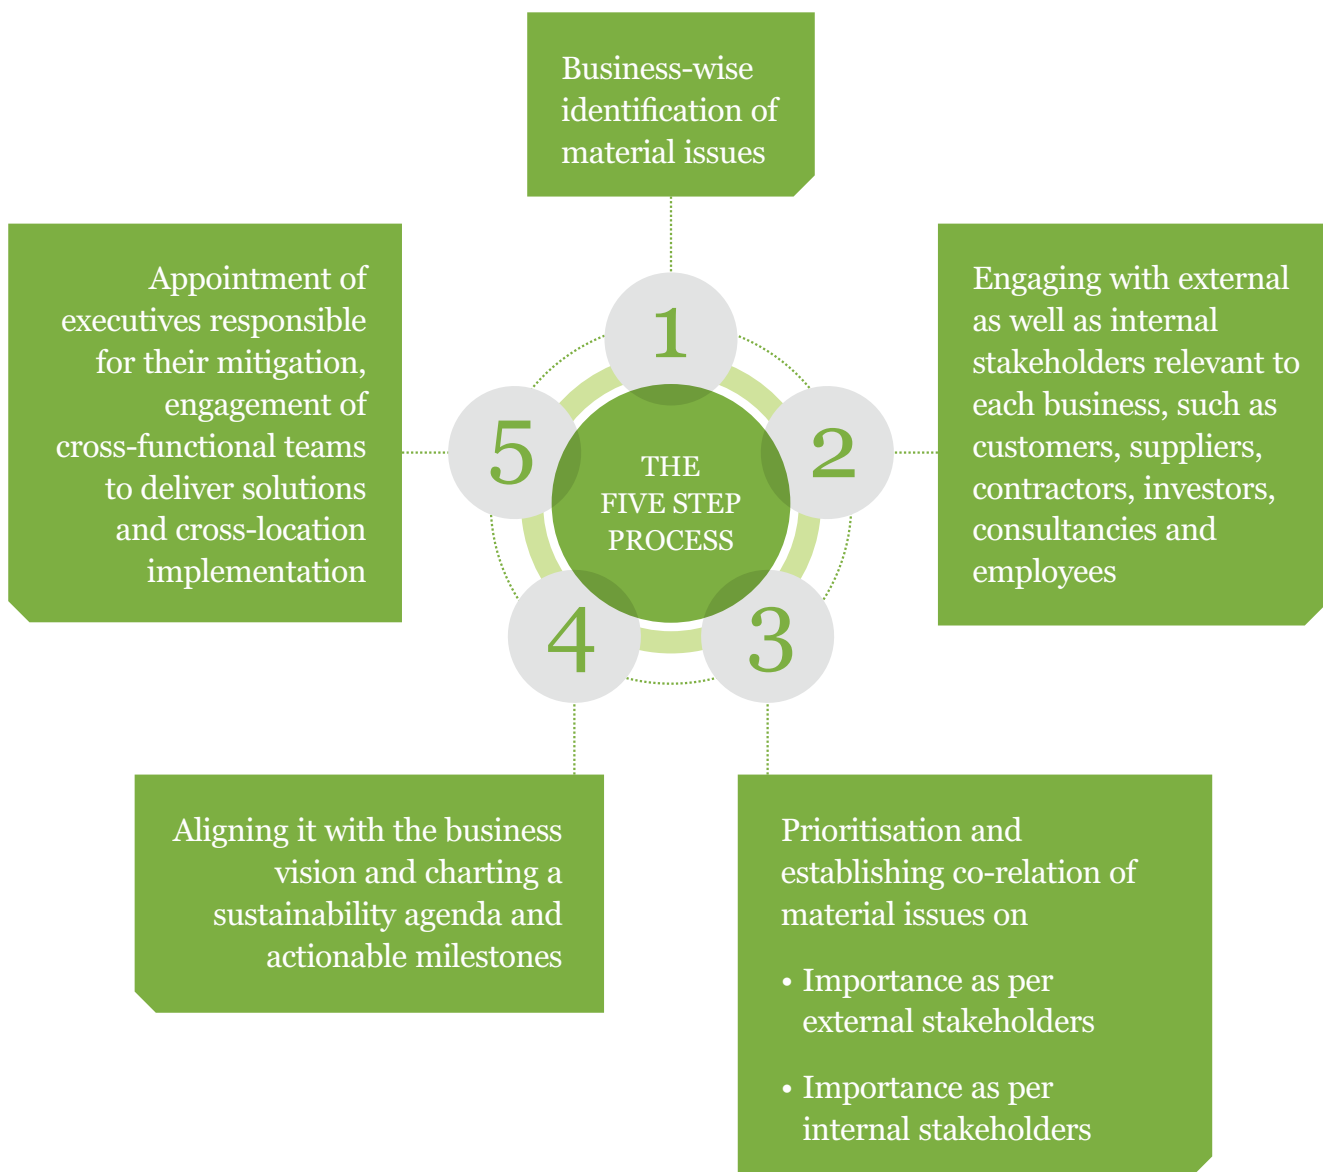 Business-wise
identification of
material issues
Appointment of
executives responsible
for their mitigation,
engagement of
cross-functional teams
to deliver solutions
and cross-location
implementation
Engaging with external
as well as internal
stakeholders relevant to
each business, such as
customers, suppliers,
contractors, investors,
consultancies and
employees
1
2
3
4
5
THE
FIVE STEP
PROCESS
Aligning it with the business
vision and charting a
sustainability agenda and
actionable milestones
Prioritisation and
establishing co-relation of
material issues on
• Importance as per
external stakeholders
• Importance as per
internal stakeholders